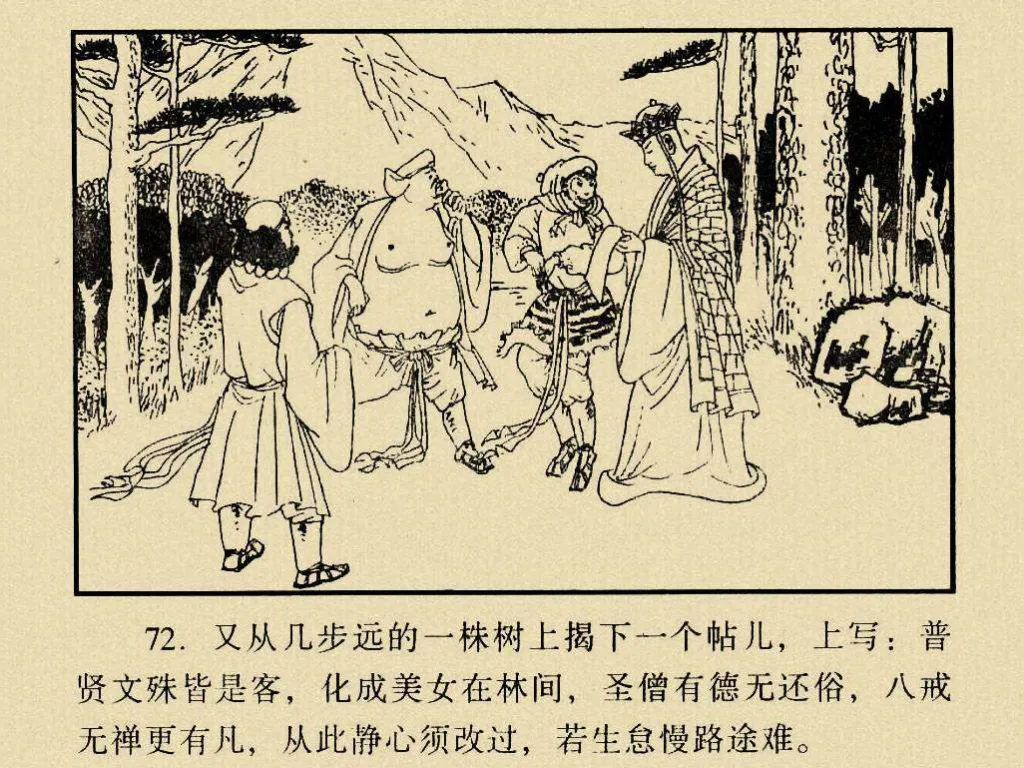 72. 又从几步远的一株树上揭下一个帖儿，上写：普
贤文殊皆是客，化成美女在林间，圣僧有德无还俗，八戒
无禅更有凡，从此静心须改过，若生怠慢路途难。